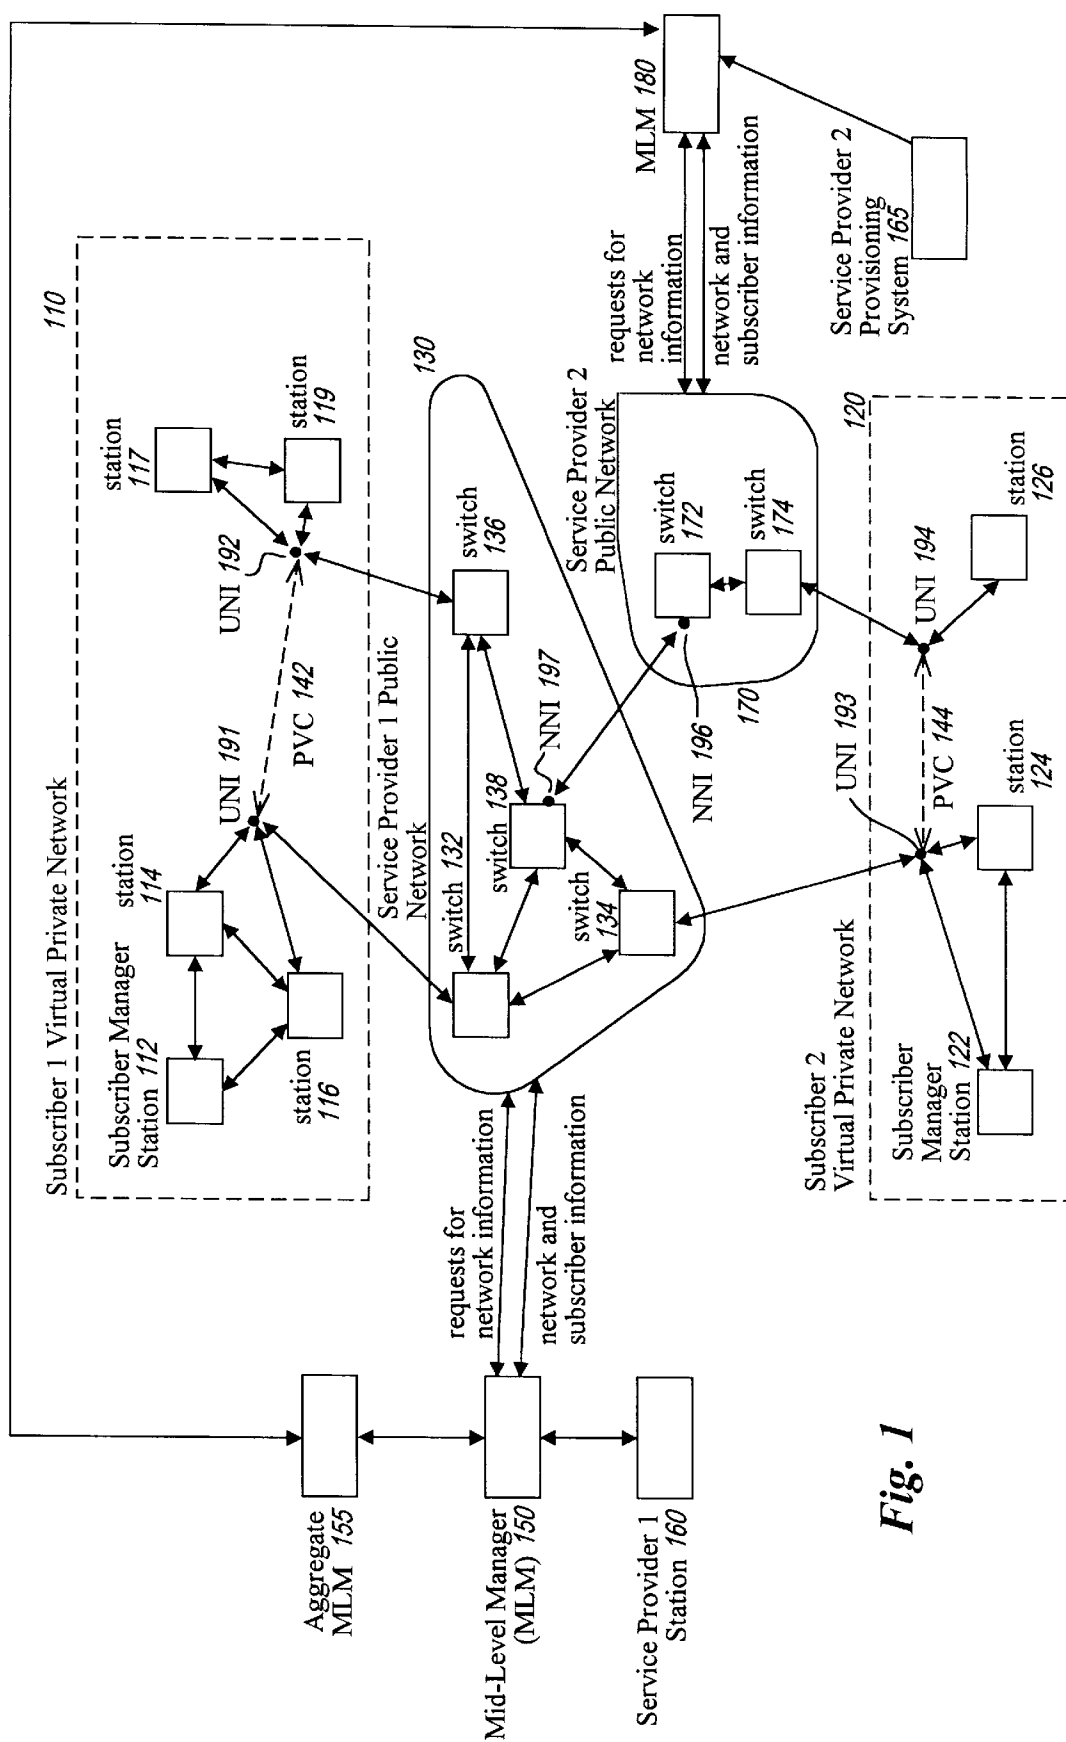 Subscriber 1 Virtual Private Network
110
Subscriber Manager
Station 112
station
114
station
116
UNI 191
PVC 142
UNI 192
station
117
station
119
Aggregate
MLM 155
Mid-Level Manager
(MLM) 150
Service Provider 1
Station 160
requests for
network information
network and
subscriber information
Service Provider 1 Public
Network
130
switch 132
switch 138
switch
134
switch
136
NNI 197
Service Provider 2
Public Network
switch
172
switch
174
170
NNI 196
requests for
network
information
network and
subscriber information
MLM 180
Service Provider 2
Provisioning
System 165
Subscriber 2
Virtual Private Network
120
Subscriber
Manager
Station 122
station
124
UNI 193
PVC 144
UNI 194
station
126
Fig. 1